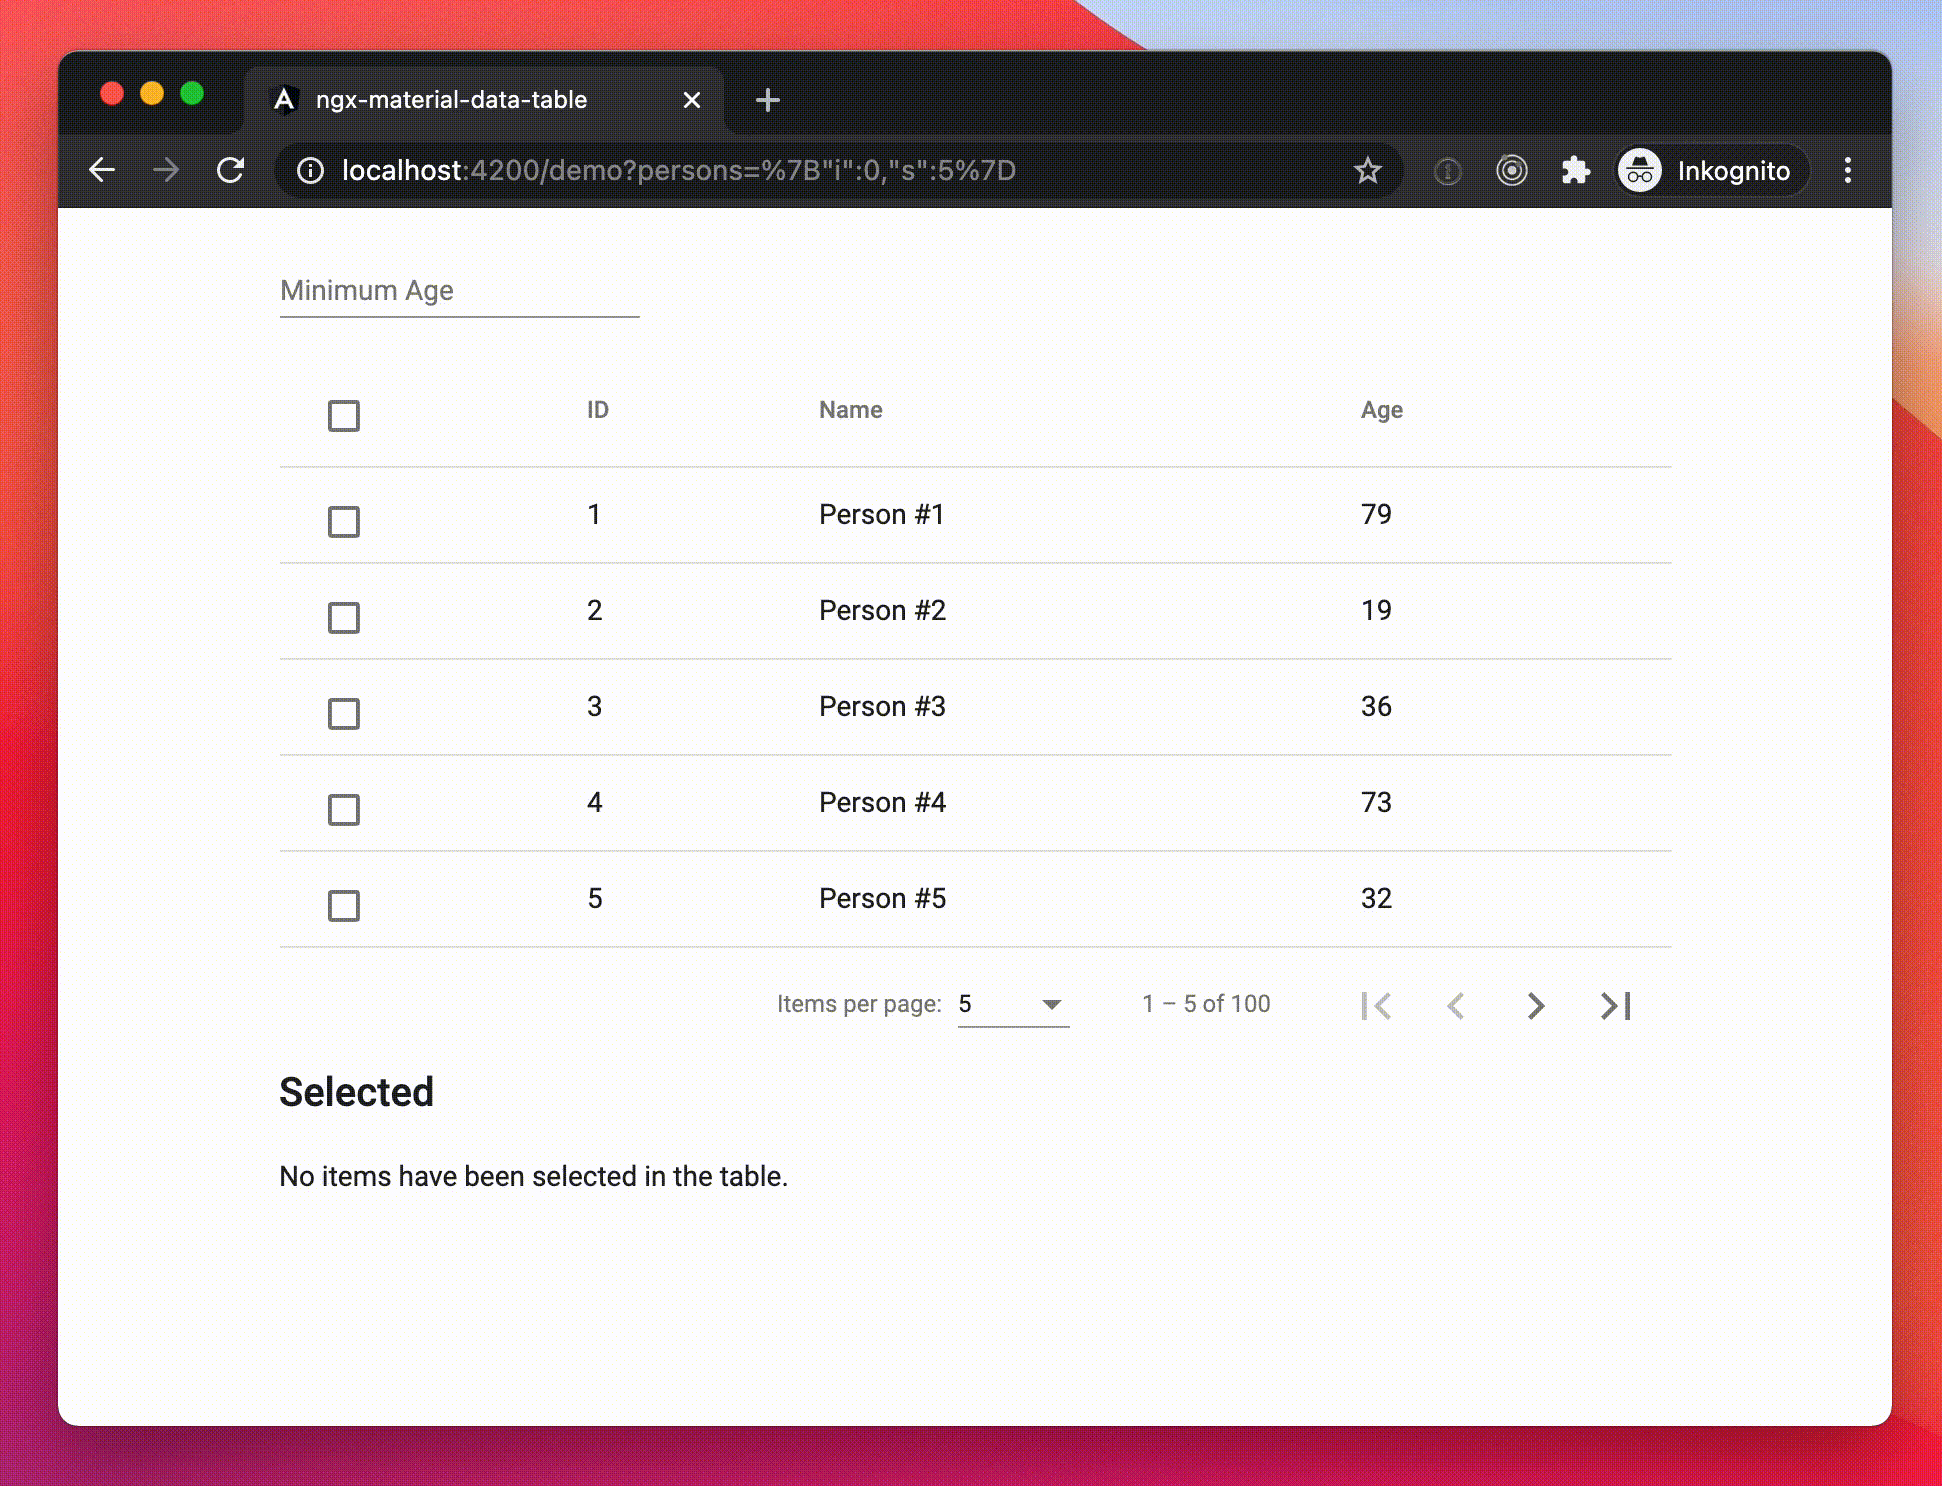 ngx-material-data-table
localhost:4200/demo?persons=%7B"i":0,"s":5%7D
Inkognito
Minimum Age
ID Name Age
1 Person #1 79
2 Person #2 19
3 Person #3 36
4 Person #4 73
5 Person #5 32
Items per page: 5 1 – 5 of 100
Selected
No items have been selected in the table.